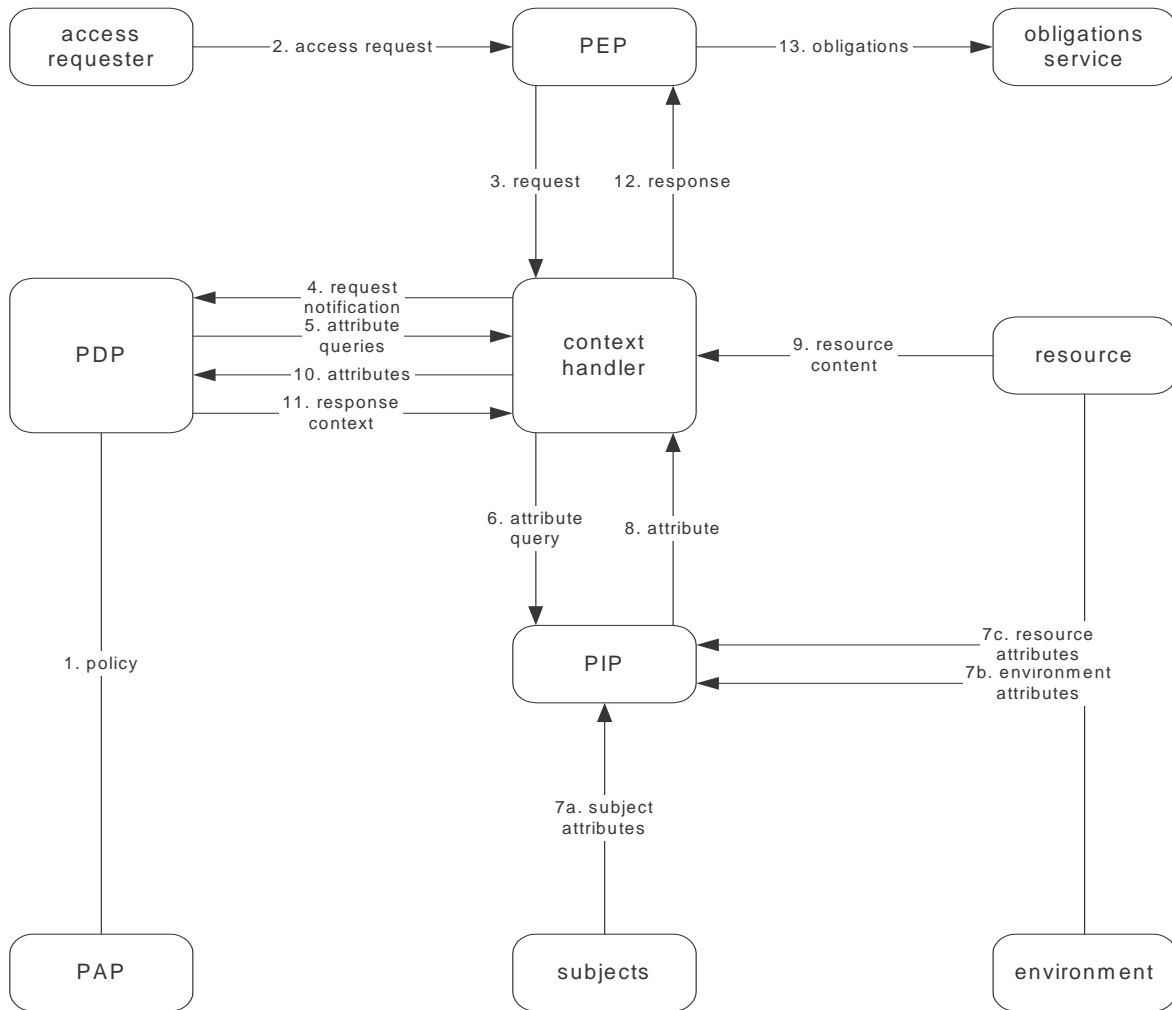 access
requester
2. access request
PEP
13. obligations
obligations
service
3. request
12. response
PDP
4. request
notification
5. attribute
queries
10. attributes
11. response
context
context
handler
9. resource
content
resource
6. attribute
query
8. attribute
1. policy
PIP
7c. resource
attributes
7b. environment
attributes
7a. subject
attributes
PAP
subjects
environment